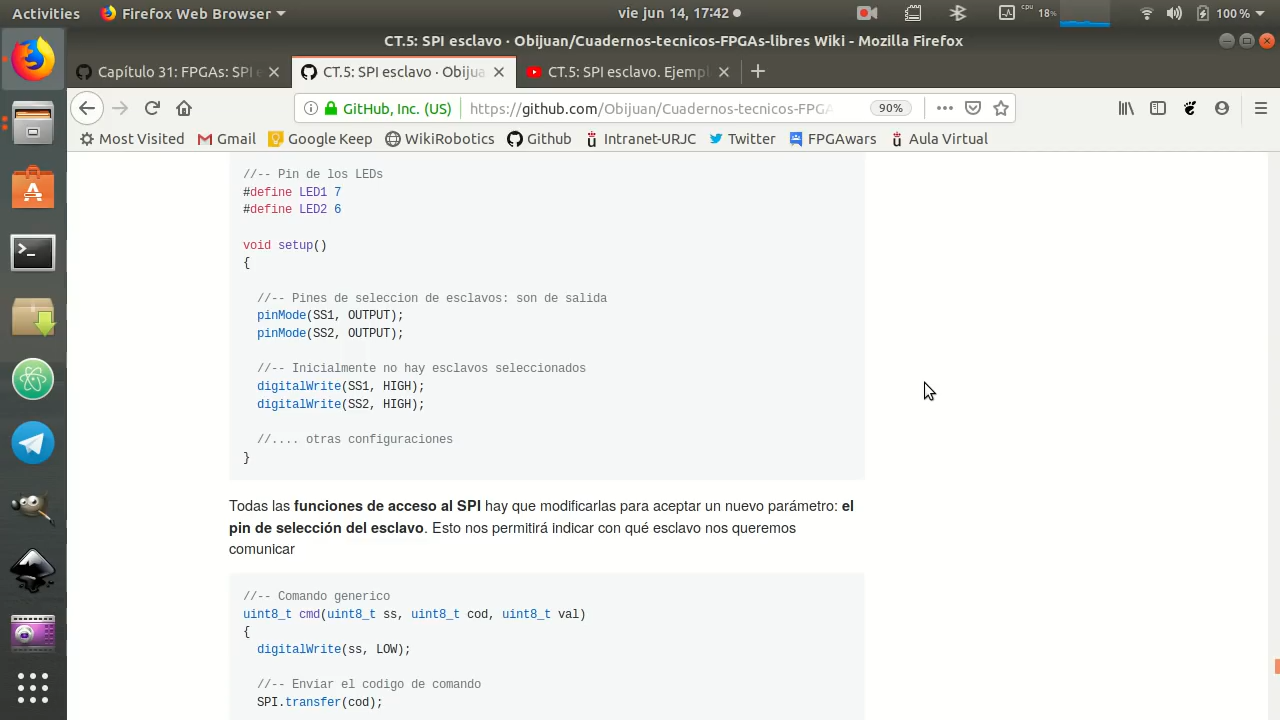 Activities
Firefox Web Browser
vie jun 14, 17:42
cpu
18%
100 %
CT.5: SPI esclavo · Obijuan/Cuadernos-tecnicos-FPGAs-libres Wiki - Mozilla Firefox
Capítulo 31: FPGAs: SPI e
CT.5: SPI esclavo · Obijua
CT.5: SPI esclavo. Ejempl
GitHub, Inc. (US)
https://github.com/Obijuan/Cuadernos-tecnicos-FPGA
90%
Most Visited
Gmail
Google Keep
WikiRobotics
Github
Intranet-URJC
Twitter
FPGAwars
Aula Virtual
//-- Pin de los LEDs
#define LED1 7
#define LED2 6
void setup()
{
//-- Pines de seleccion de esclavos: son de salida
pinMode(SS1, OUTPUT);
pinMode(SS2, OUTPUT);
//-- Inicialmente no hay esclavos seleccionados
digitalWrite(SS1, HIGH);
digitalWrite(SS2, HIGH);
//.... otras configuraciones
}
Todas las funciones de acceso al SPI hay que modificarlas para aceptar un nuevo parámetro: el
pin de selección del esclavo. Esto nos permitirá indicar con qué esclavo nos queremos
comunicar
//-- Comando generico
uint8_t cmd(uint8_t ss, uint8_t cod, uint8_t val)
{
digitalWrite(ss, LOW);
//-- Enviar el codigo de comando
SPI.transfer(cod);